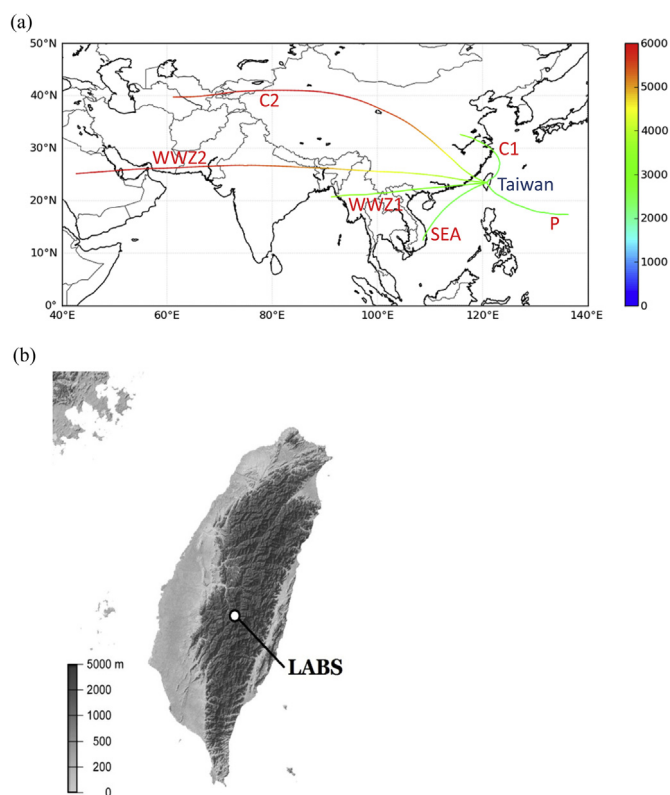 (a)
50°N
40°N
30°N
20°N
10°N
0°
40°E
60°E
80°E
100°E
120°E
140°E
C2
WWZ2
C1
Taiwan
WWZ1
SEA
P
6000
5000
4000
3000
2000
1000
0
(b)
LABS
5000 m
2000
1000
500
200
0